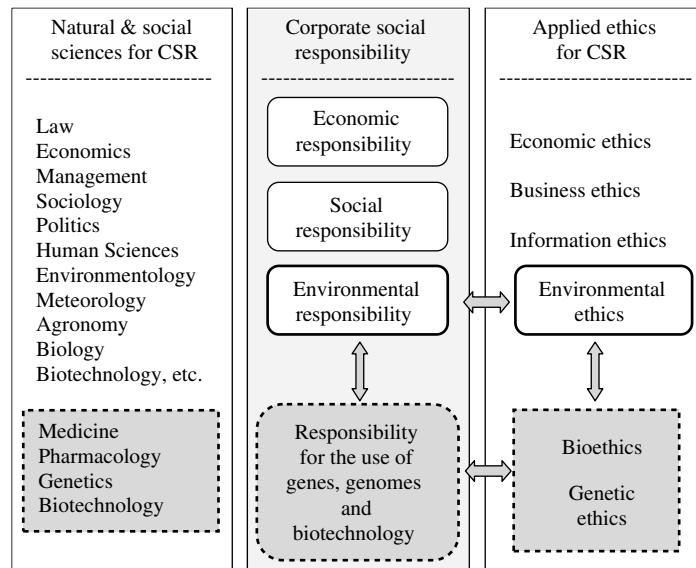 Natural & social
sciences for CSR
Law
Economics
Management
Sociology
Politics
Human Sciences
Environmentology
Meteorology
Agronomy
Biology
Biotechnology, etc.
Medicine
Pharmacology
Genetics
Biotechnology
Corporate social
responsibility
Economic
responsibility
Social
responsibility
Environmental
responsibility
Responsibility
for the use of
genes, genomes
and
biotechnology
Applied ethics
for CSR
Economic ethics
Business ethics
Information ethics
Environmental
ethics
Bioethics
Genetic
ethics